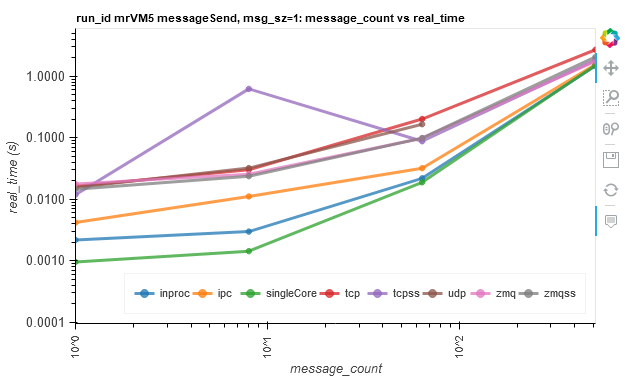 run_id mrVM5 messageSend, msg_sz=1: message_count vs real_time
real_time (s)
1.0000
0.1000
0.0100
0.0010
0.0001
inproc ipc singleCore tcp tcpss udp zmq zmqss
10^0 10^1 10^2
message_count